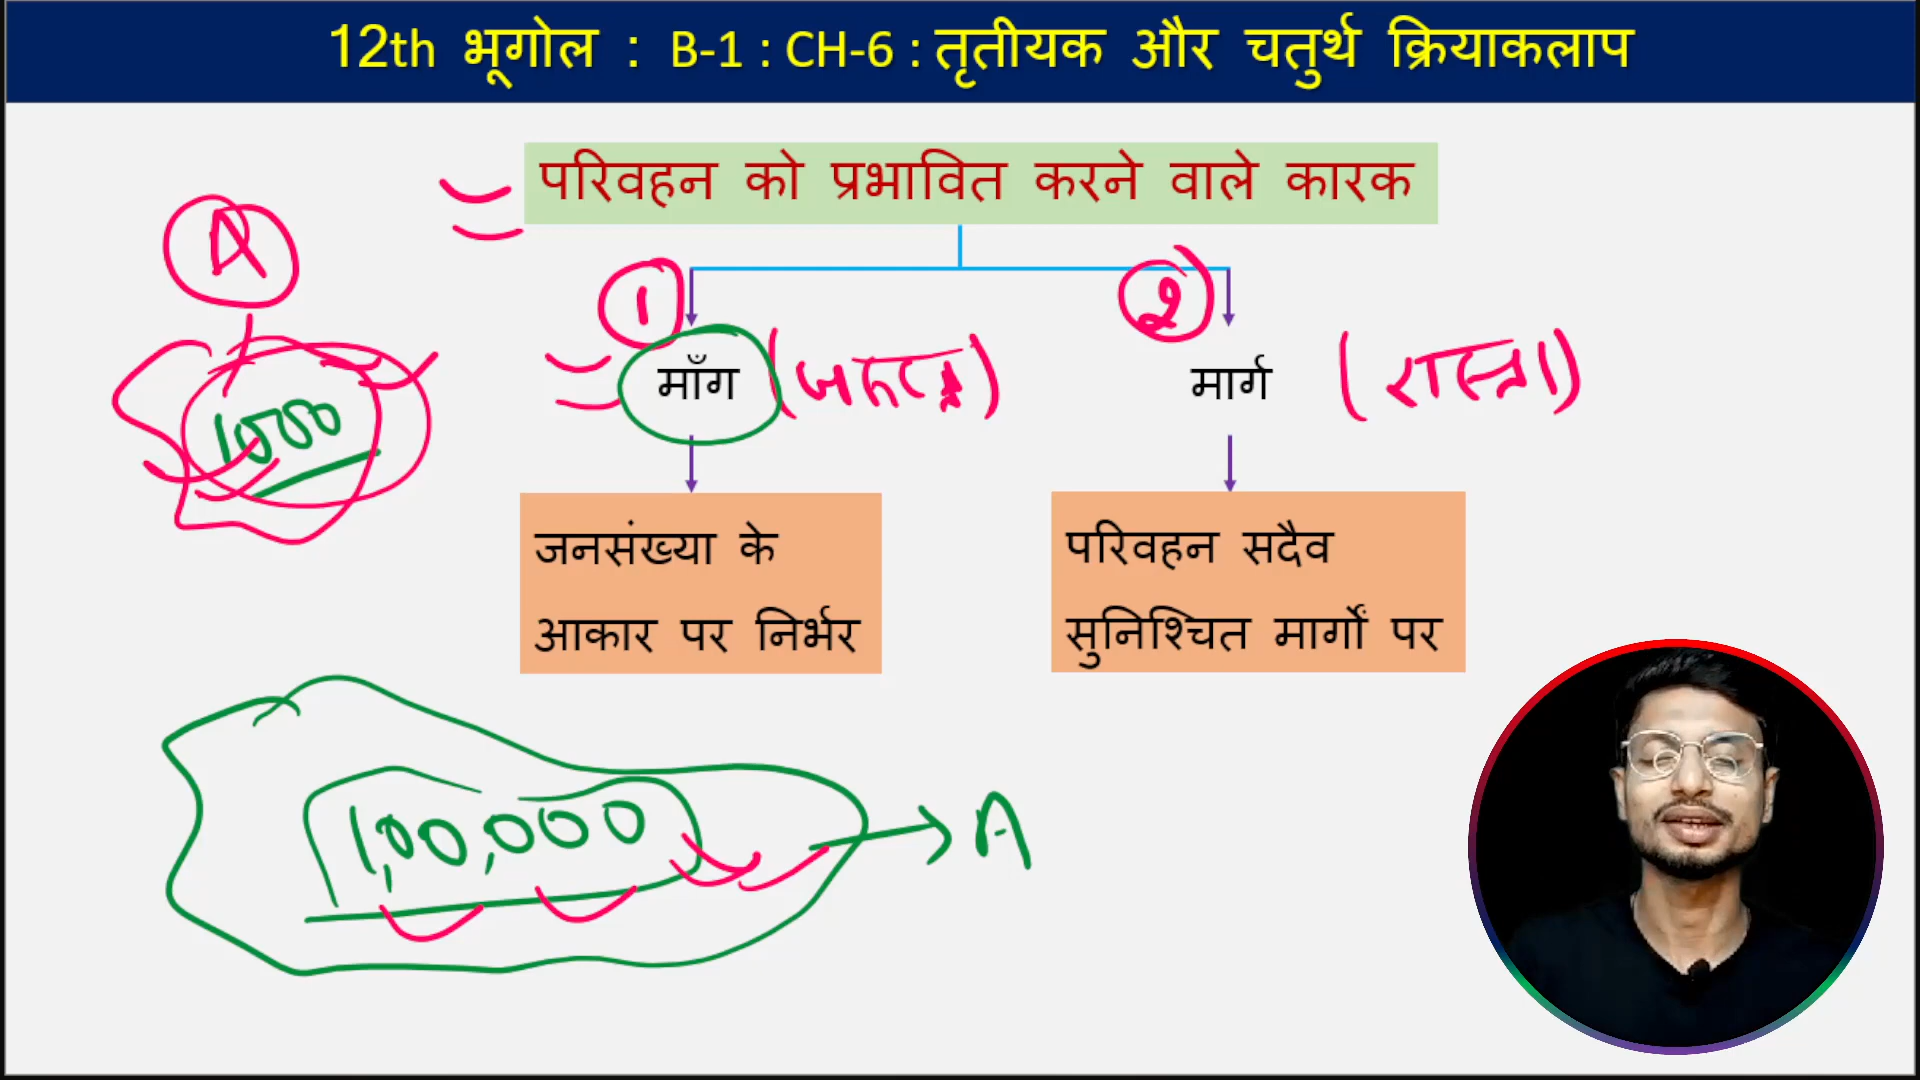 12th भूगोल : B-1 : CH-6 : तृतीयक और चतुर्थ क्रियाकलाप
परिवहन को प्रभावित करने वाले कारक
A
1 2
माँग (जरूरत) मार्ग (रास्ता)
1000
जनसंख्या के
आकार पर निर्भर
परिवहन सदैव
सुनिश्चित मार्गों पर
1,00,000 A